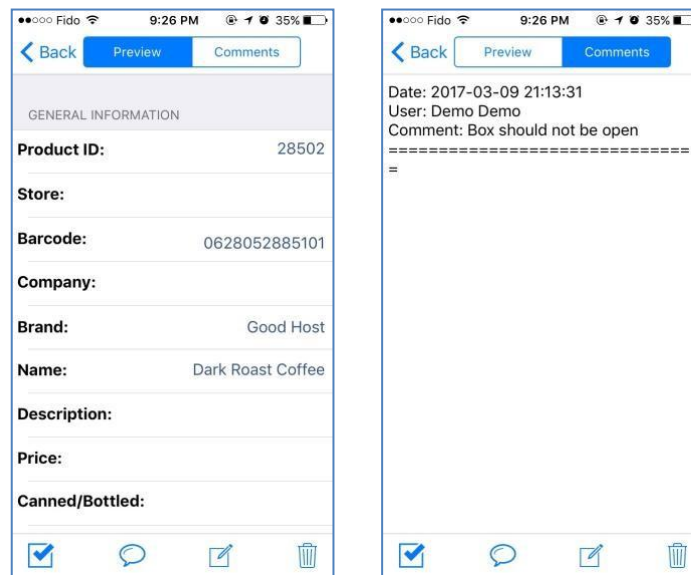 ●●○○○ Fido 9:26 PM 35%
Back Preview Comments
GENERAL INFORMATION
Product ID: 28502
Store:
Barcode: 0628052885101
Company:
Brand: Good Host
Name: Dark Roast Coffee
Description:
Price:
Canned/Bottled:
●●○○○ Fido 9:26 PM 35%
Back Preview Comments
Date: 2017-03-09 21:13:31
User: Demo Demo
Comment: Box should not be open
==============================
=